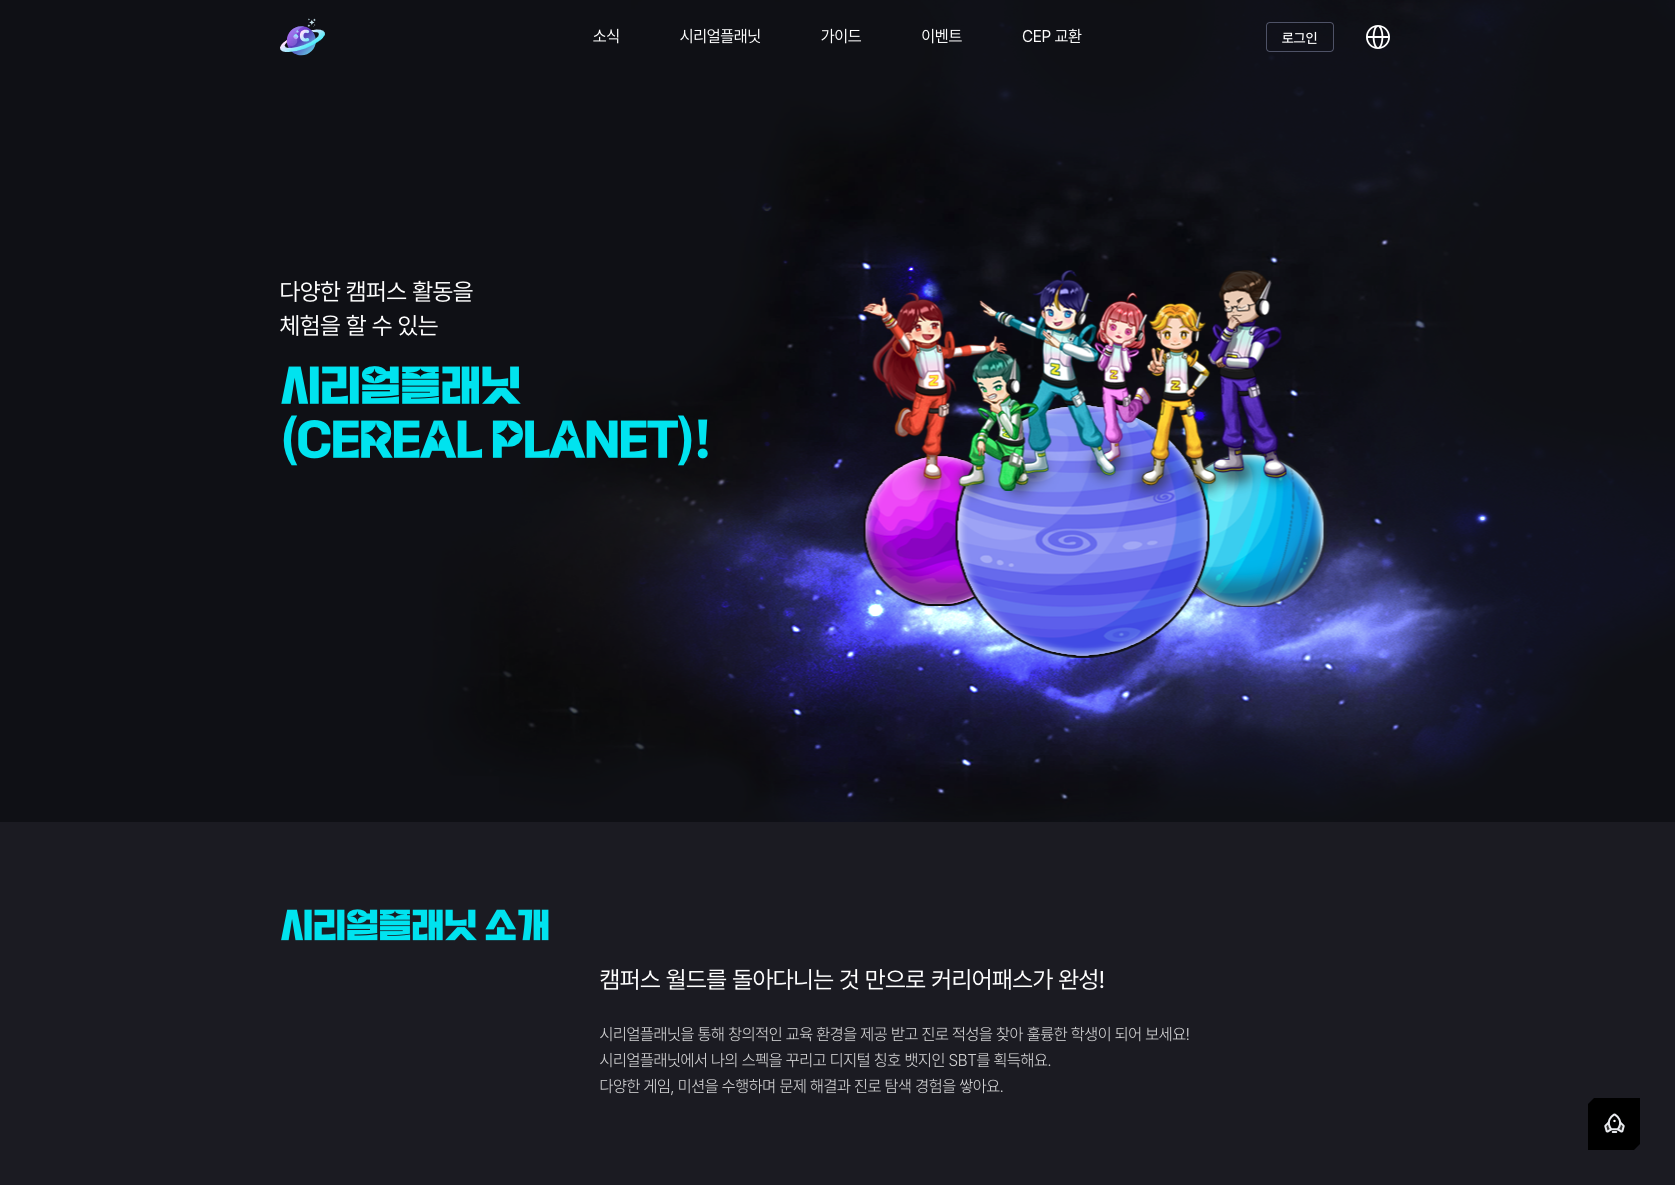 C
소식
시리얼플래닛
가이드
이벤트
CEP 교환
로그인
다양한 캠퍼스 활동을
체험을 할 수 있는
시리얼플래닛
(CEREAL PLANET)!
Z
Z
Z
Z
Z
시리얼플래닛 소개
캠퍼스 월드를 돌아다니는 것 만으로 커리어패스가 완성!
시리얼플래닛을 통해 창의적인 교육 환경을 제공 받고 진로 적성을 찾아 훌륭한 학생이 되어 보세요!
시리얼플래닛에서 나의 스펙을 꾸리고 디지털 칭호 뱃지인 SBT를 획득해요.
다양한 게임, 미션을 수행하며 문제 해결과 진로 탐색 경험을 쌓아요.